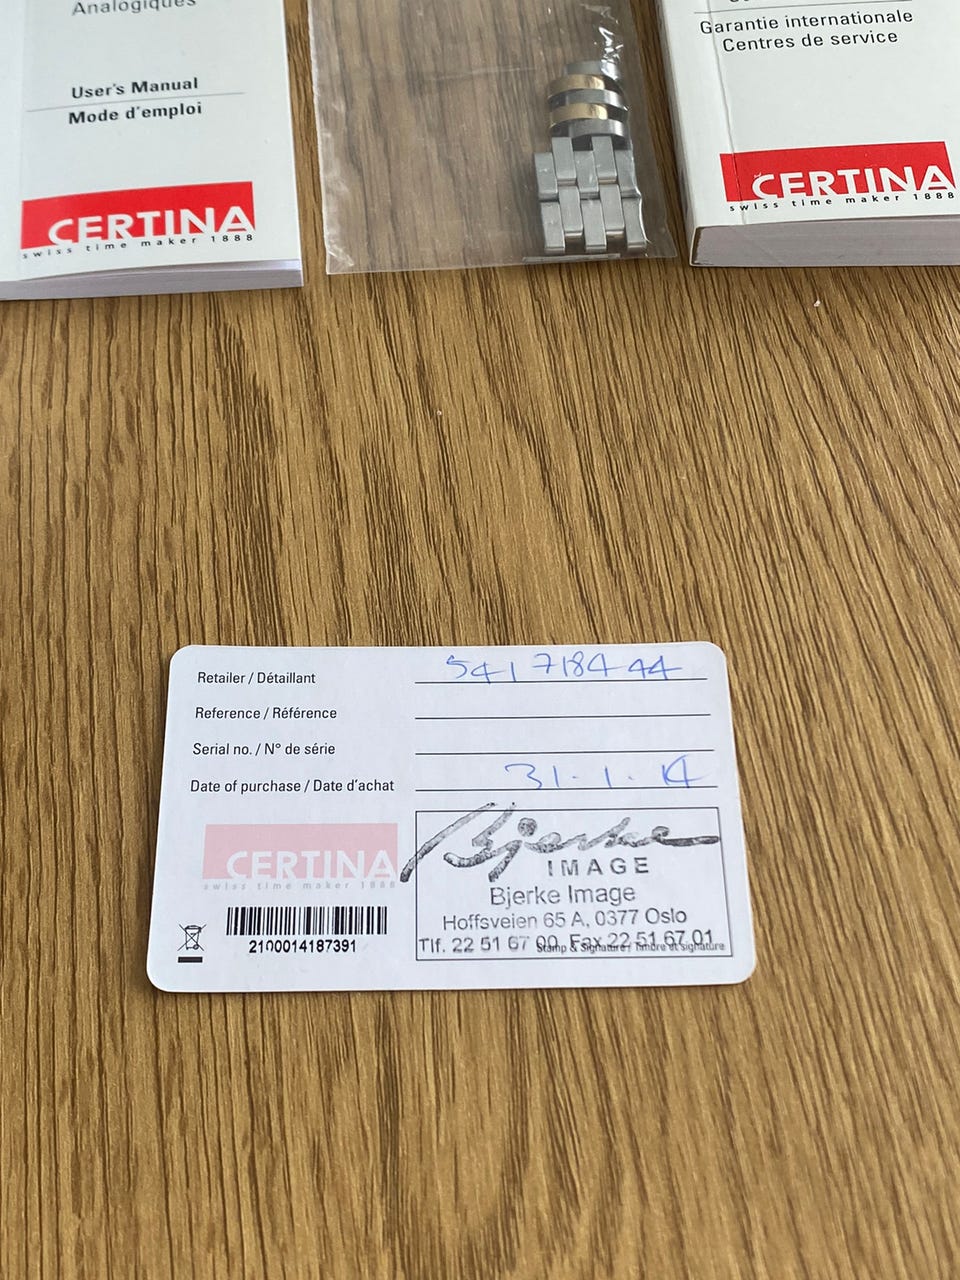 Analogiques
User's Manual
Mode d'emploi
CERTINA
swiss time maker 1888
Garantie internationale
Centres de service
CERTINA
swiss time maker 1888
Retailer / Détaillant 541718444
Reference / Référence
Serial no. / N° de série
Date of purchase / Date d'achat 31.1.14
CERTINA
swiss time maker 1888
2100014187391
Bjerke
IMAGE
Bjerke Image
Hoffsveien 65 A, 0377 Oslo
Tlf. 22 51 67 00, Fax 22 51 67 01
Stamp & Signature / Timbre et signature